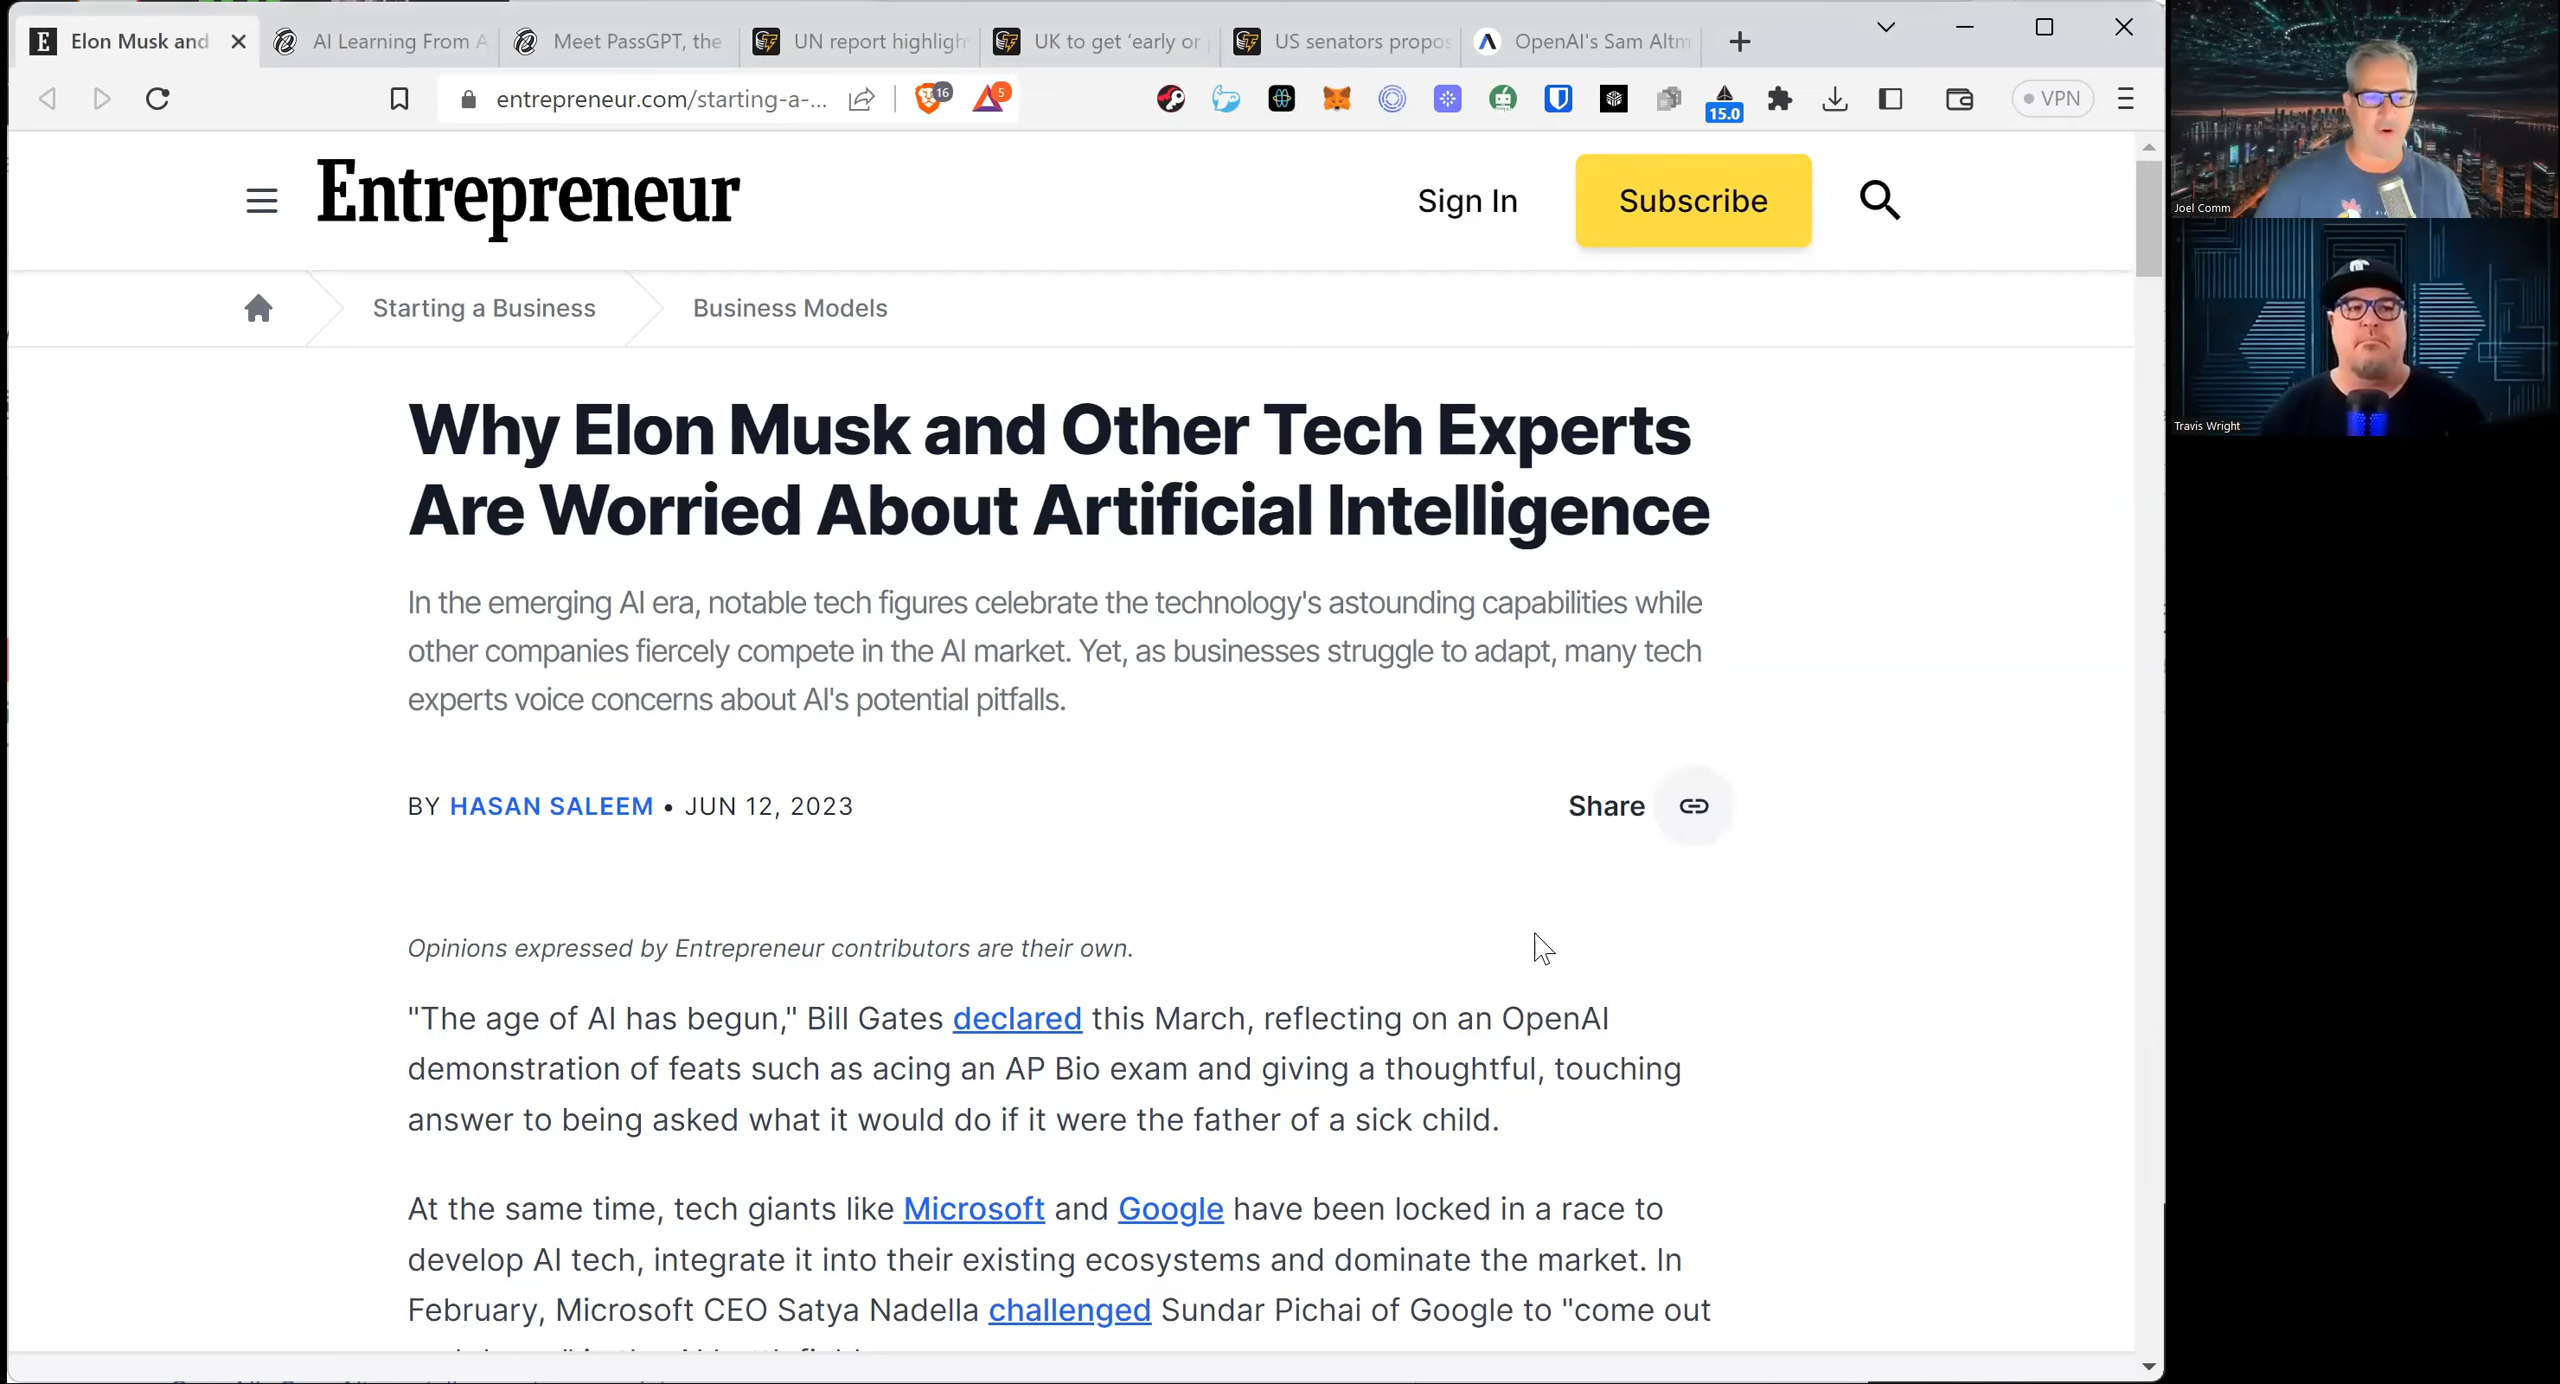 E Elon Musk and
AI Learning From A
Meet PassGPT, the
UN report highligh
UK to get ‘early or
US senators propos
OpenAI's Sam Altm
entrepreneur.com/starting-a-...
16
5
15.0
VPN
Entrepreneur
Sign In
Subscribe
Starting a Business
Business Models
Why Elon Musk and Other Tech Experts
Are Worried About Artificial Intelligence
In the emerging AI era, notable tech figures celebrate the technology's astounding capabilities while
other companies fiercely compete in the AI market. Yet, as businesses struggle to adapt, many tech
experts voice concerns about AI's potential pitfalls.
BY HASAN SALEEM • JUN 12, 2023
Share
Opinions expressed by Entrepreneur contributors are their own.
"The age of AI has begun," Bill Gates declared this March, reflecting on an OpenAI
demonstration of feats such as acing an AP Bio exam and giving a thoughtful, touching
answer to being asked what it would do if it were the father of a sick child.
At the same time, tech giants like Microsoft and Google have been locked in a race to
develop AI tech, integrate it into their existing ecosystems and dominate the market. In
February, Microsoft CEO Satya Nadella challenged Sundar Pichai of Google to "come out
Joel Comm
Travis Wright